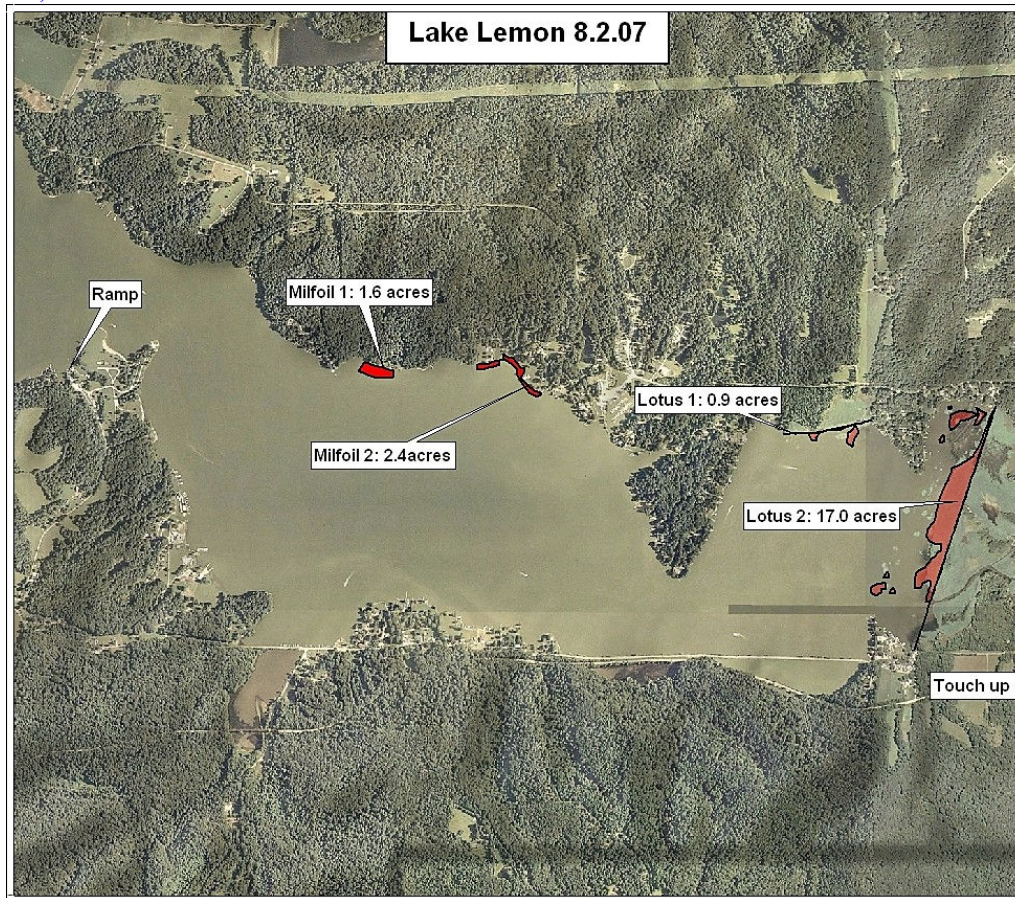 Lake Lemon 8.2.07
Ramp
Milfoil 1: 1.6 acres
Lotus 1: 0.9 acres
Milfoil 2: 2.4acres
Lotus 2: 17.0 acres
Touch up